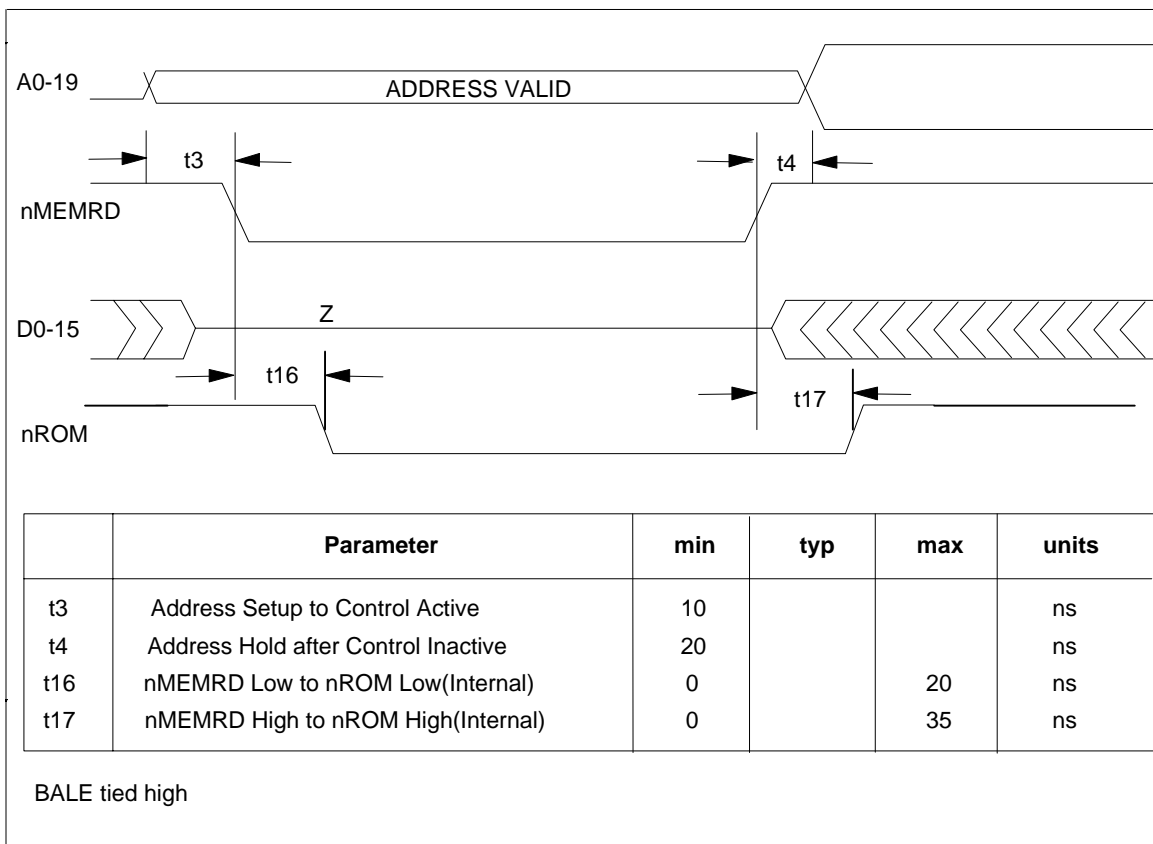 A0-19
ADDRESS VALID
t3
t4
nMEMRD
Z
D0-15
t16
t17
nROM
Parameter min typ max units
t3 Address Setup to Control Active 10 ns
t4 Address Hold after Control Inactive 20 ns
t16 nMEMRD Low to nROM Low(Internal) 0 20 ns
t17 nMEMRD High to nROM High(Internal) 0 35 ns
BALE tied high